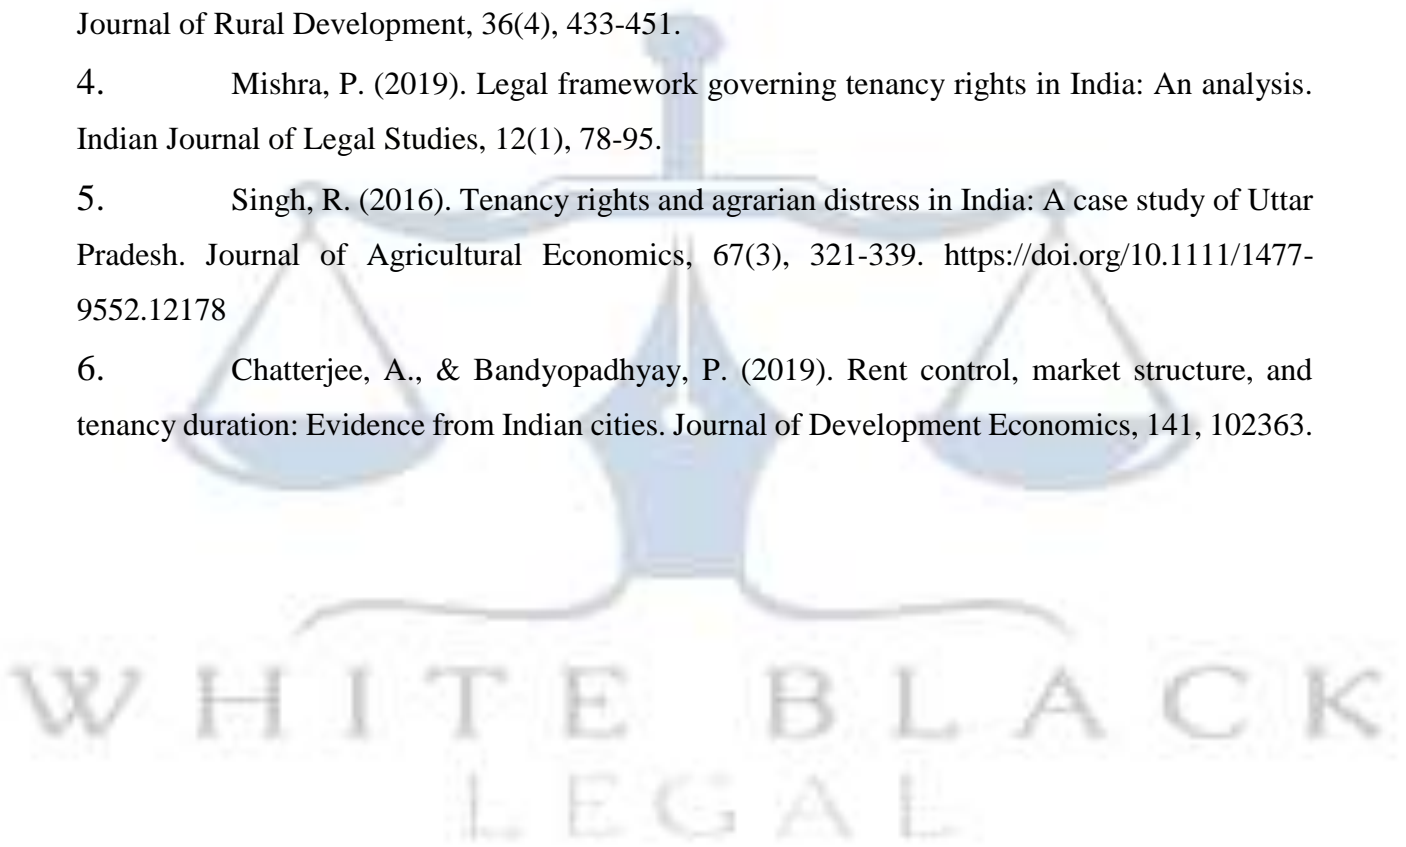 Journal of Rural Development, 36(4), 433-451.
4. Mishra, P. (2019). Legal framework governing tenancy rights in India: An analysis.
Indian Journal of Legal Studies, 12(1), 78-95.
5. Singh, R. (2016). Tenancy rights and agrarian distress in India: A case study of Uttar
Pradesh. Journal of Agricultural Economics, 67(3), 321-339. https://doi.org/10.1111/1477-
9552.12178
6. Chatterjee, A., & Bandyopadhyay, P. (2019). Rent control, market structure, and
tenancy duration: Evidence from Indian cities. Journal of Development Economics, 141, 102363.
WHITE BLACK
LEGAL